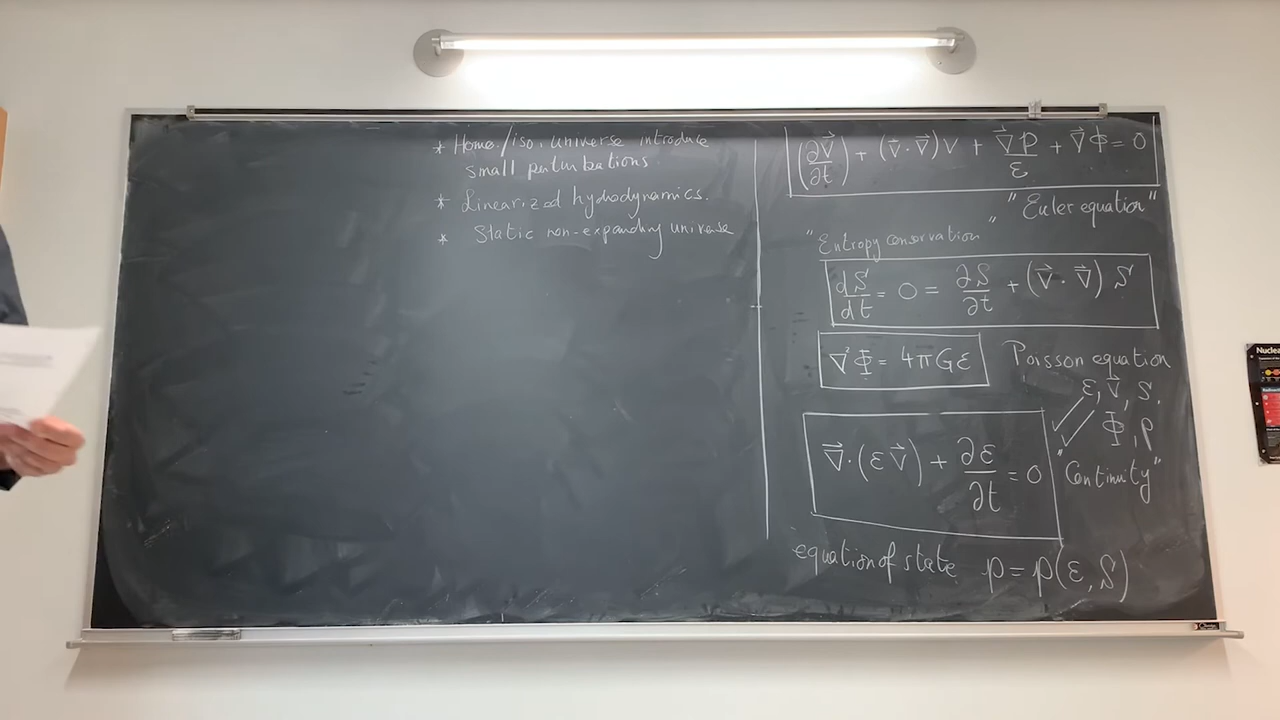 * Homo./iso. universe introduce
small perturbations.
* Linearized hydrodynamics.
* Static non-expanding universe
(∂v⃗/∂t) + (v⃗·∇⃗)v + ∇⃗p/ε + ∇⃗Φ = 0
"Euler equation"
"Entropy conservation"
dS/dt = 0 = ∂S/∂t + (v⃗·∇⃗) S
∇²Φ = 4πGε Poisson equation
ε, v⃗, S.
Φ, p
∇⃗·(εv⃗) + ∂ε/∂t = 0 "Continuity"
equation of state p = p(ε, S)
Nuclea